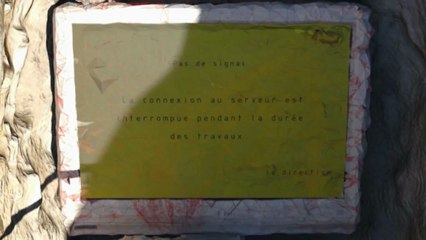 Pas de signal
La connexion au serveur est
interrompue pendant la durée
des travaux.
la direction